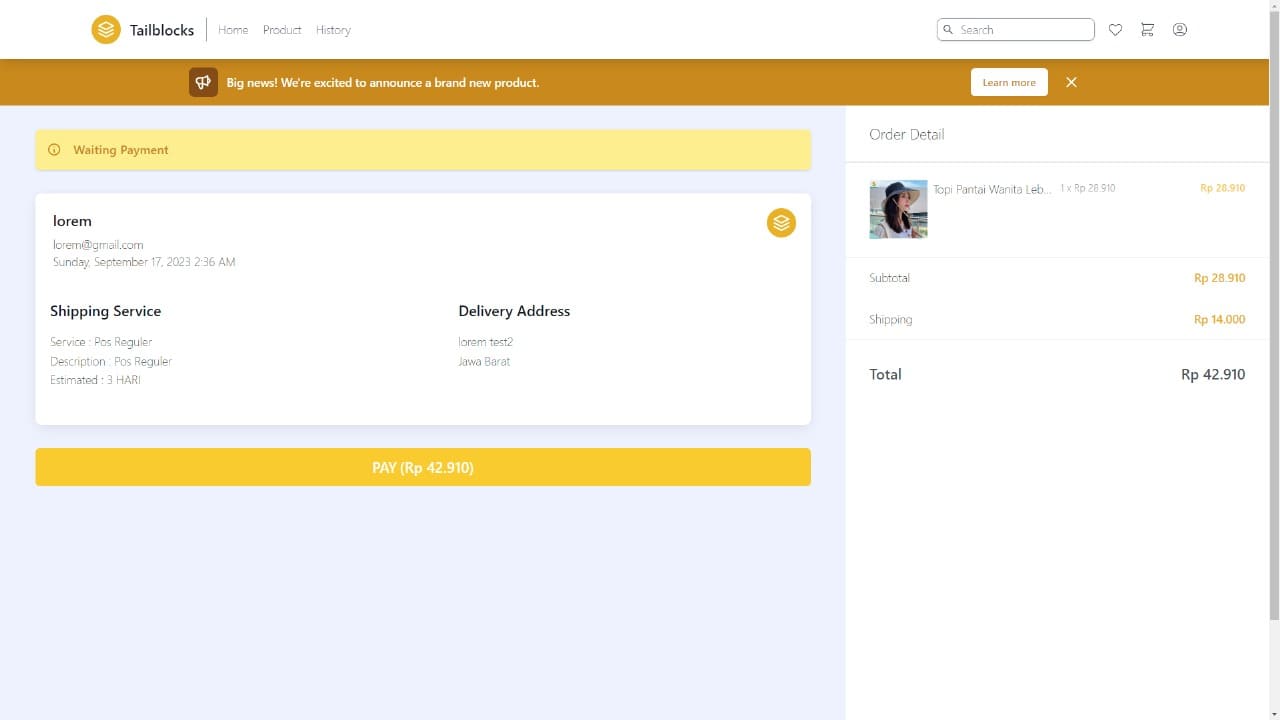 Tailblocks
Home Product History
Search
Big news! We're excited to announce a brand new product.
Learn more
Waiting Payment
lorem
lorem@gmail.com
Sunday, September 17, 2023 2:36 AM
Shipping Service
Service : Pos Reguler
Description : Pos Reguler
Estimated : 3 HARI
Delivery Address
lorem test2
Jawa Barat
PAY (Rp 42.910)
Order Detail
Topi Pantai Wanita Leb... 1 x Rp 28.910 Rp 28.910
Subtotal Rp 28.910
Shipping Rp 14.000
Total Rp 42.910